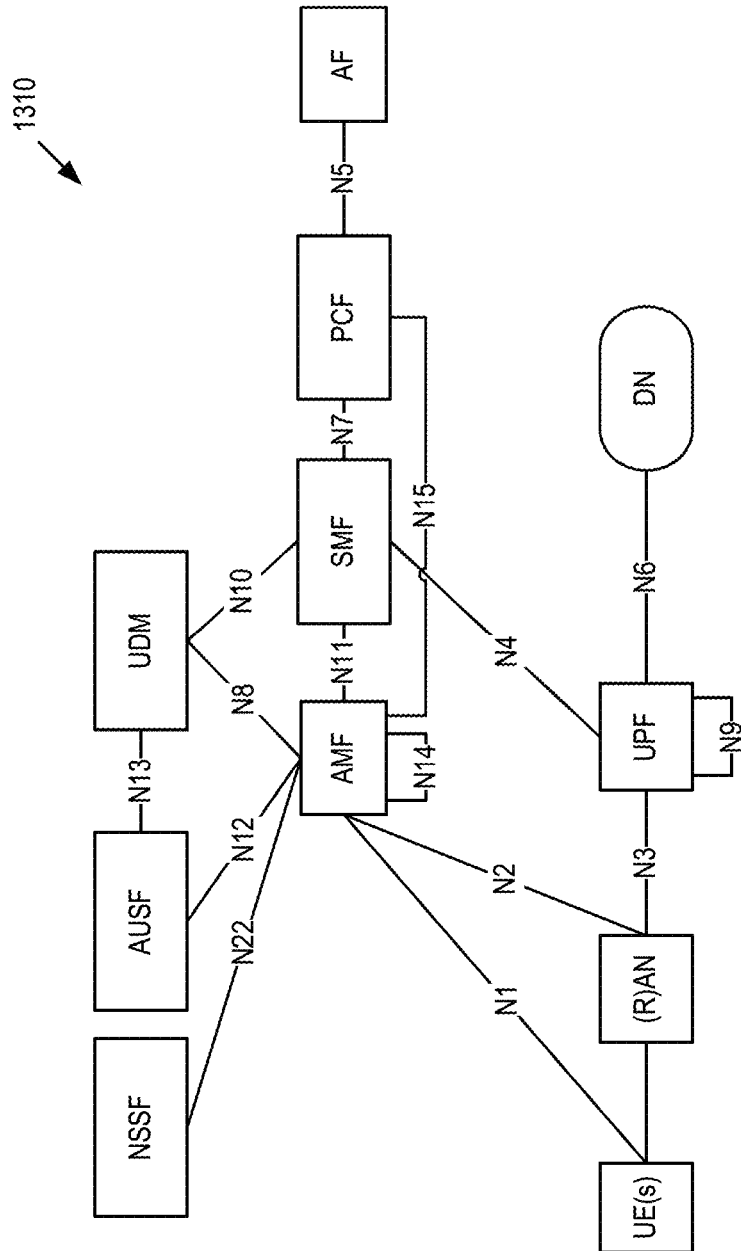 1310
NSSF
AUSF
N13
UDM
N22
N12
N8
N10
AMF
N14
N11
SMF
N7
PCF
N5
AF
N15
N1
N2
N4
UE(s)
(R)AN
N3
UPF
N9
N6
DN